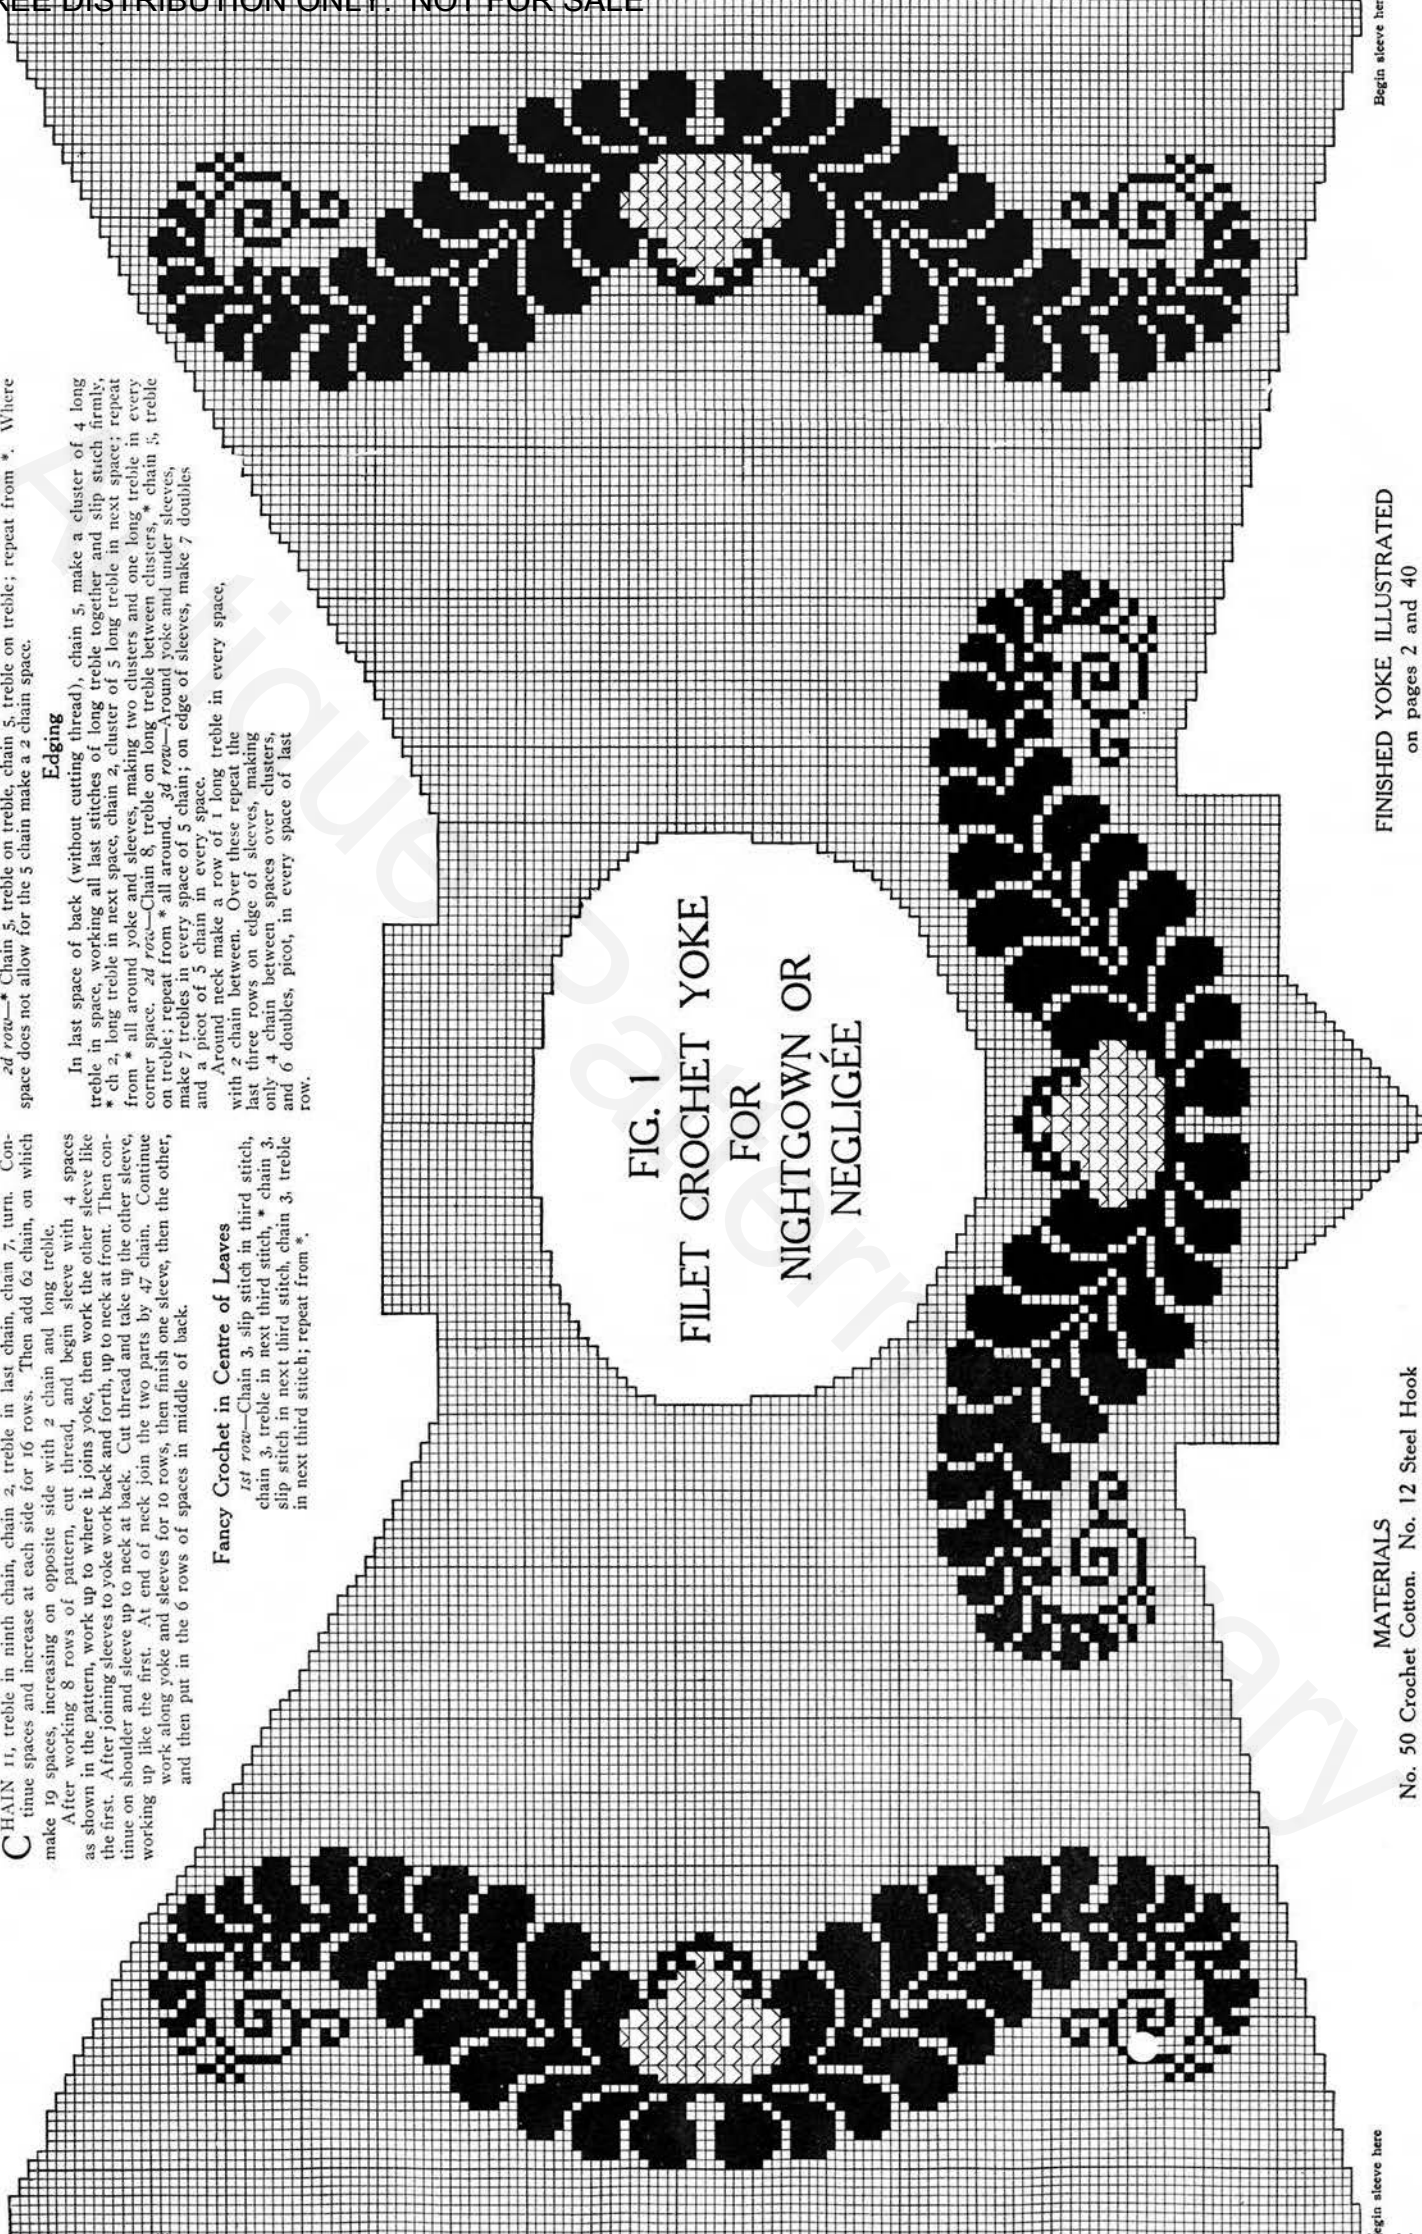 REE DISTRIBUTION ONLY. NOT FOR SALE
CHAIN 11, treble in ninth chain, chain 2, treble in last chain, chain 7, turn. Con-
tinue spaces and increase at each side for 16 rows. Then add 62 chain, on which
make 19 spaces, increasing on opposite side with 2 chain and long treble.
After working 8 rows of pattern, cut thread, and begin sleeve with 4 spaces
as shown in the pattern, work up to where it joins yoke, then work the other sleeve like
the first. After joining sleeves to yoke work back and forth, up to neck at front. Then con-
tinue on shoulder and sleeve up to neck at back. Cut thread and take up the other sleeve,
working up like the first. At end of neck join the two parts by 47 chain. Continue
work along yoke and sleeves for 10 rows, then finish one sleeve, then the other,
and then put in the 6 rows of spaces in middle of back.
Fancy Crochet in Centre of Leaves
1st row—Chain 3, slip stitch in third stitch,
chain 3, treble in next third stitch, * chain 3,
slip stitch in next third stitch, chain 3, treble
in next third stitch; repeat from *.
2d row—* Chain 5, treble on treble, chain 5, treble on treble; repeat from *. Where
space does not allow for the 5 chain make a 2 chain space.
Edging
In last space of back (without cutting thread), chain 5, make a cluster of 4 long
treble in space, working all last stitches of long treble together and slip stitch firmly,
* ch 2, long treble in next space, chain 2, cluster of 5 long treble in next space; repeat
from * all around yoke and sleeves, making two clusters and one long treble in every
corner space. 2d row—Chain 8, treble on long treble between clusters, * chain 5, treble
on treble; repeat from * all around. 3d row—Around yoke and under sleeves,
make 7 trebles in every space of 5 chain; on edge of sleeves, make 7 doubles
and a picot of 5 chain in every space.
Around neck make a row of 1 long treble in every space,
with 2 chain between. Over these repeat the
last three rows on edge of sleeves, making
only 4 chain between spaces over clusters,
and 6 doubles, picot, in every space of last
row.
FIG. 1
FILET CROCHET YOKE
FOR
NIGHTGOWN OR
NEGLIGÉE
MATERIALS
No. 50 Crochet Cotton. No. 12 Steel Hook
FINISHED YOKE ILLUSTRATED
on pages 2 and 40
egin sleeve here
Begin sleeve her
Antique Pattern